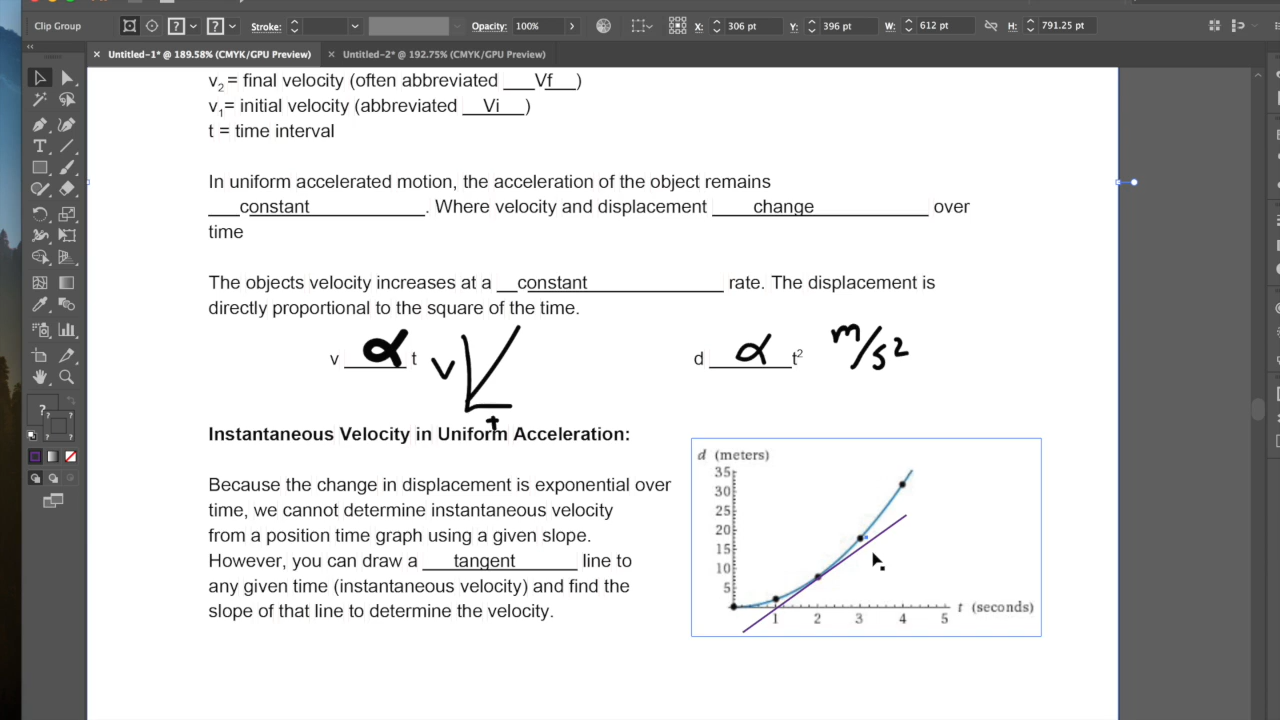 Clip Group
Stroke:
Opacity: 100%
X: 306 pt
Y: 396 pt
W: 612 pt
H: 791.25 pt
Untitled-1* @ 189.58% (CMYK/GPU Preview)
Untitled-2* @ 192.75% (CMYK/GPU Preview)
v₂ = final velocity (often abbreviated ___Vf___)
v₁= initial velocity (abbreviated __Vi___)
t = time interval
In uniform accelerated motion, the acceleration of the object remains
___constant___________. Where velocity and displacement ____change___________ over
time
The objects velocity increases at a __constant_____________ rate. The displacement is
directly proportional to the square of the time.
v __α__ t
V
t
d __α__ t²
m/s²
Instantaneous Velocity in Uniform Acceleration:
Because the change in displacement is exponential over
time, we cannot determine instantaneous velocity
from a position time graph using a given slope.
However, you can draw a ___tangent______ line to
any given time (instantaneous velocity) and find the
slope of that line to determine the velocity.
d (meters)
35
30
25
20
15
10
5
1 2 3 4 5
t (seconds)